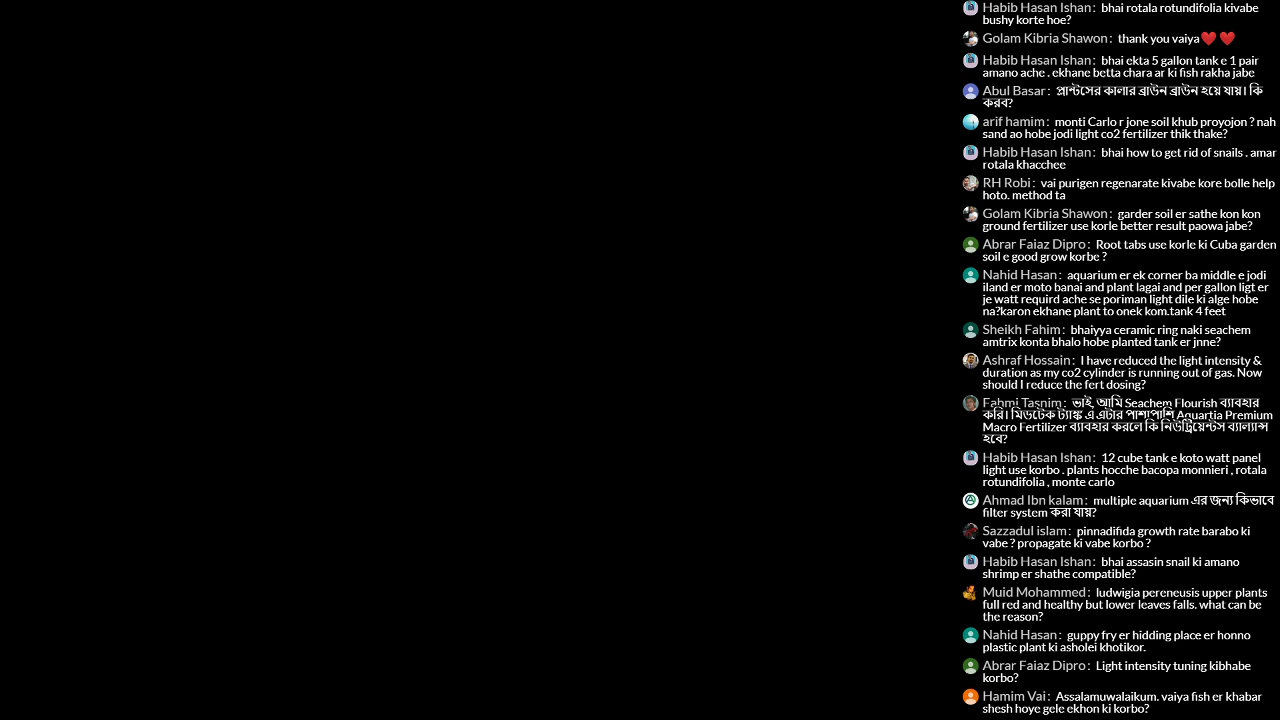 Habib Hasan Ishan: bhai rotala rotundifolia kivabe
bushy korte hoe?
Golam Kibria Shawon: thank you vaiya❤️ ❤️
Habib Hasan Ishan: bhai ekta 5 gallon tank e 1 pair
amano ache . ekhane betta chara ar ki fish rakha jabe
Abul Basar: প্লান্টসের কালার ব্রাউন ব্রাউন হয়ে যায়। কি
করব?
arif hamim: monti Carlo r jone soil khub proyojon ? nah
sand ao hobe jodi light co2 fertilizer thik thake?
Habib Hasan Ishan: bhai how to get rid of snails . amar
rotala khacchee
RH Robi: vai purigen regenarate kivabe kore bolle help
hoto. method ta
Golam Kibria Shawon: garder soil er sathe kon kon
ground fertilizer use korle better result paowa jabe?
Abrar Faiaz Dipro: Root tabs use korle ki Cuba garden
soil e good grow korbe ?
Nahid Hasan: aquarium er ek corner ba middle e jodi
iland er moto banai and plant lagai and per gallon ligt er
je watt requird ache se poriman light dile ki alge hobe
na?karon ekhane plant to onek kom.tank 4 feet
Sheikh Fahim: bhaiyya ceramic ring naki seachem
amtrix konta bhalo hobe planted tank er jnne?
Ashraf Hossain: I have reduced the light intensity &
duration as my co2 cylinder is running out of gas. Now
should I reduce the fert dosing?
Fahmi Tasnim: ভাই, আমি Seachem Flourish ব্যাবহার
করি। মিডটেক ট্যাঙ্ক এ এটার পাশাপাশি Aquartia Premium
Macro Fertilizer ব্যাবহার করলে কি নিউট্রিয়েন্টস ব্যাল্যান্স
হবে?
Habib Hasan Ishan: 12 cube tank e koto watt panel
light use korbo . plants hocche bacopa monnieri , rotala
rotundifolia , monte carlo
Ahmad Ibn kalam: multiple aquarium এর জন্য কিভাবে
filter system করা যায়?
Sazzadul islam: pinnadifida growth rate barabo ki
vabe ? propagate ki vabe korbo ?
Habib Hasan Ishan: bhai assasin snail ki amano
shrimp er shathe compatible?
Muid Mohammed: ludwigia pereneusis upper plants
full red and healthy but lower leaves falls. what can be
the reason?
Nahid Hasan: guppy fry er hidding place er honno
plastic plant ki asholei khotikor.
Abrar Faiaz Dipro: Light intensity tuning kibhabe
korbo?
Hamim Vai: Assalamuwalaikum. vaiya fish er khabar
shesh hoye gele ekhon ki korbo?